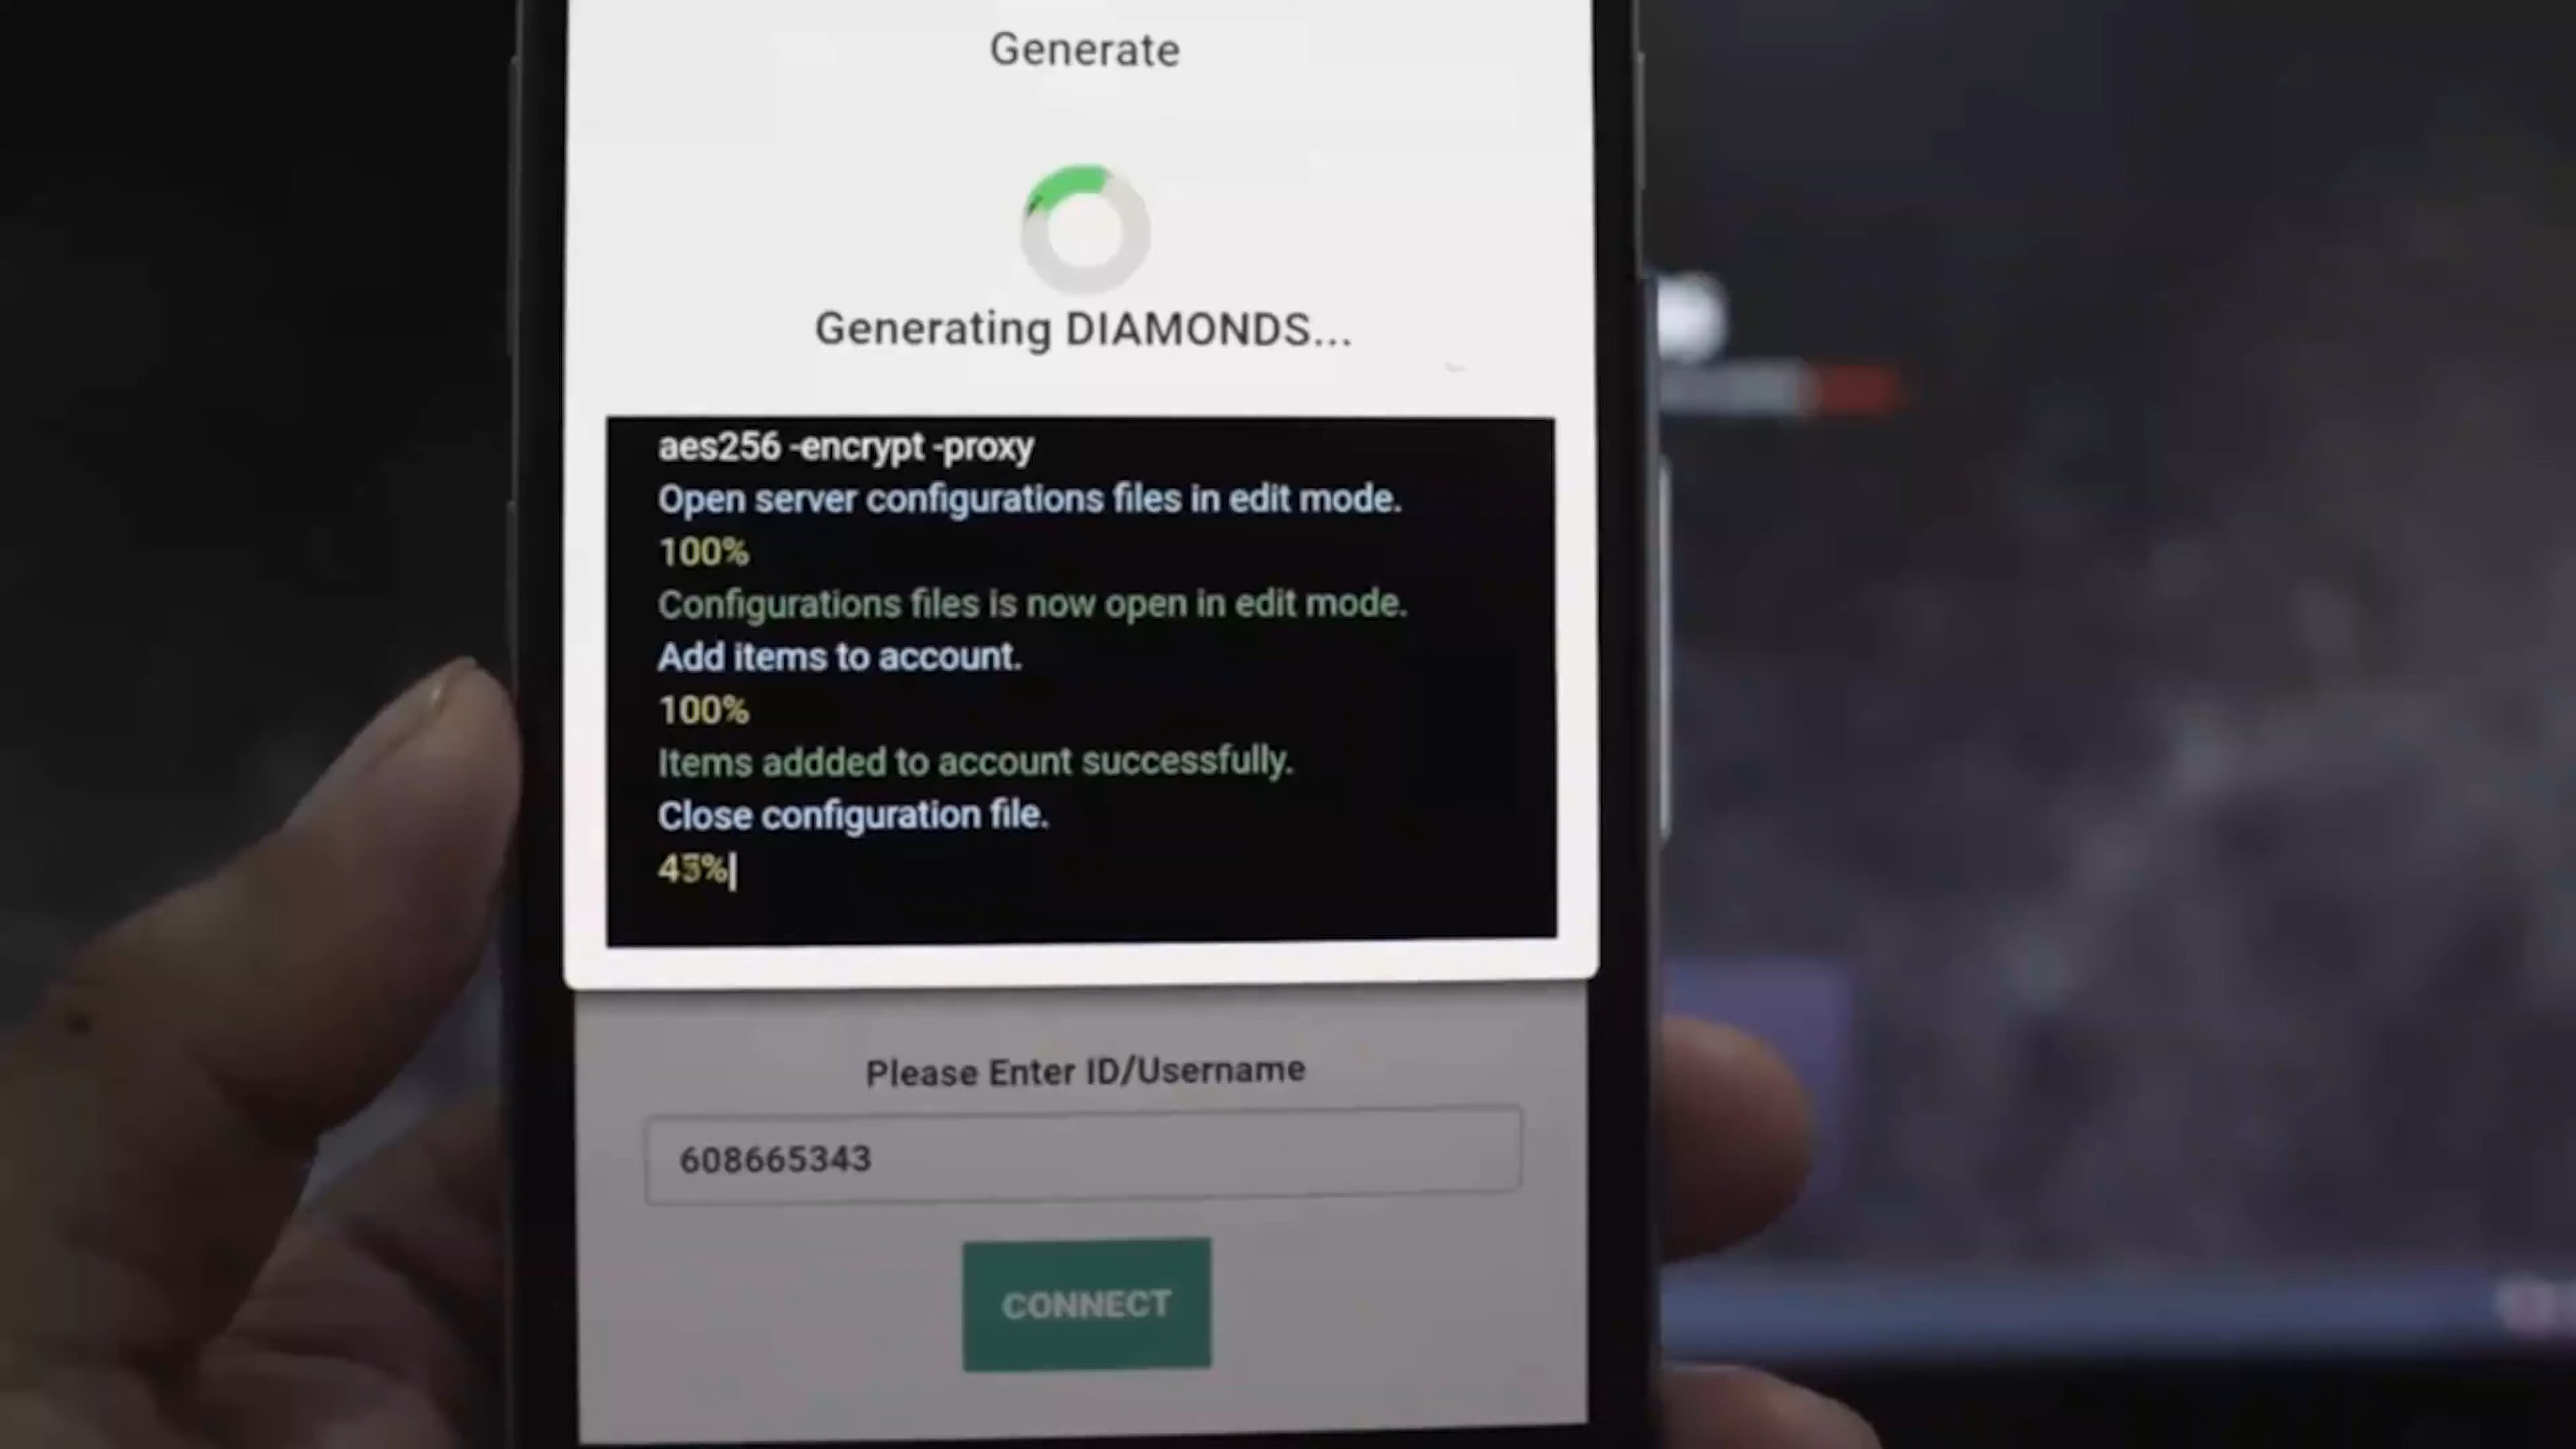 Generate
Generating DIAMONDS...
aes256 -encrypt -proxy
Open server configurations files in edit mode.
100%
Configurations files is now open in edit mode.
Add items to account.
100%
Items addded to account successfully.
Close configuration file.
Please Enter ID/Username
608665343
CONNECT